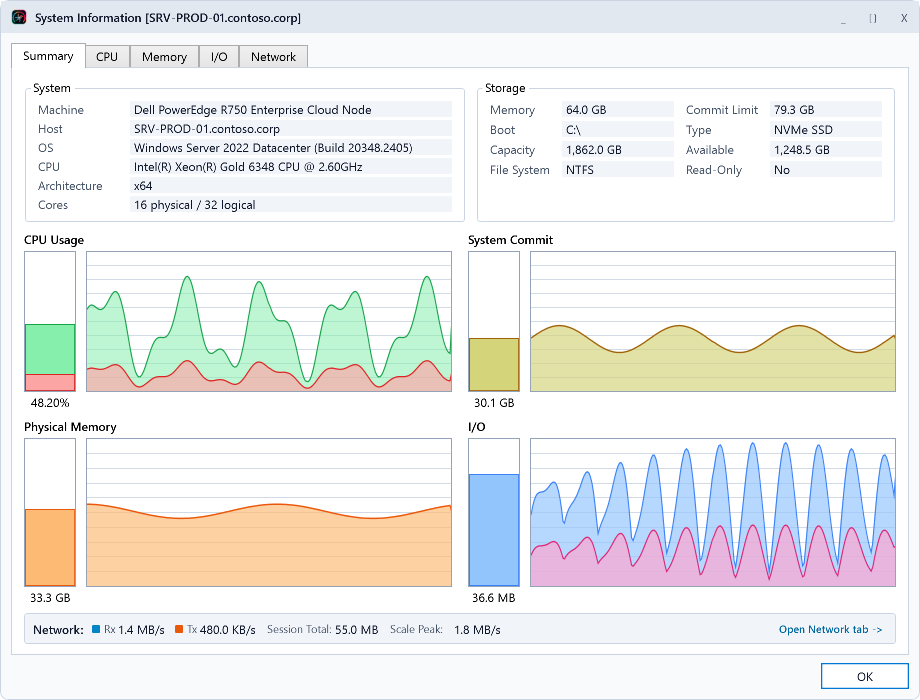 System Information [SRV-PROD-01.contoso.corp]
Summary CPU Memory I/O Network
System
Machine Dell PowerEdge R750 Enterprise Cloud Node
Host SRV-PROD-01.contoso.corp
OS Windows Server 2022 Datacenter (Build 20348.2405)
CPU Intel(R) Xeon(R) Gold 6348 CPU @ 2.60GHz
Architecture x64
Cores 16 physical / 32 logical
Storage
Memory 64.0 GB Commit Limit 79.3 GB
Boot C:\ Type NVMe SSD
Capacity 1,862.0 GB Available 1,248.5 GB
File System NTFS Read-Only No
CPU Usage
48.20%
System Commit
30.1 GB
Physical Memory
33.3 GB
I/O
36.6 MB
Network: Rx 1.4 MB/s Tx 480.0 KB/s Session Total: 55.0 MB Scale Peak: 1.8 MB/s Open Network tab ->
OK